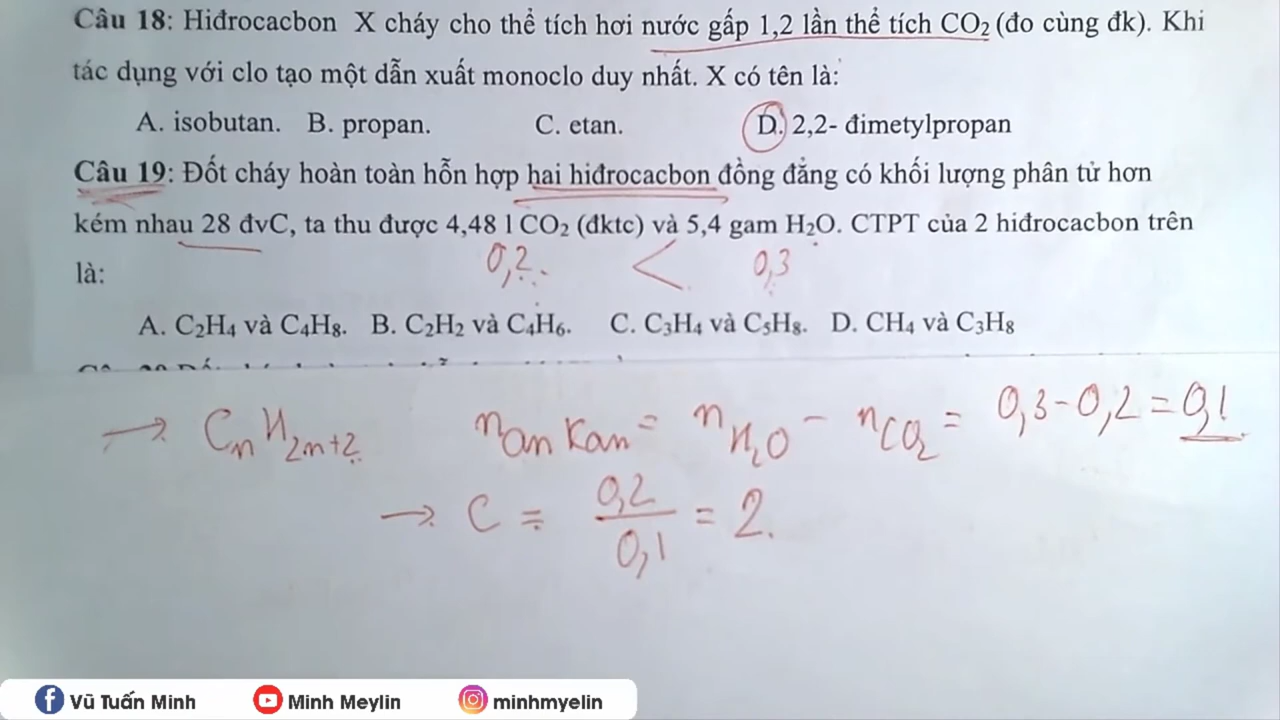 Câu 18: Hiđrocacbon X cháy cho thể tích hơi nước gấp 1,2 lần thể tích CO₂ (đo cùng đk). Khi
tác dụng với clo tạo một dẫn xuất monoclo duy nhất. X có tên là:
A. isobutan. B. propan. C. etan. D. 2,2- đimetylpropan
Câu 19: Đốt cháy hoàn toàn hỗn hợp hai hiđrocacbon đồng đẳng có khối lượng phân tử hơn
kém nhau 28 đvC, ta thu được 4,48 l CO₂ (đktc) và 5,4 gam H₂O. CTPT của 2 hiđrocacbon trên
là:
0,2 < 0,3
A. C₂H₄ và C₄H₈. B. C₂H₂ và C₄H₆. C. C₃H₄ và C₅H₈. D. CH₄ và C₃H₈
→ CₙH₂ₙ₊₂ n ankan = n H₂O - n CO₂ = 0,3-0,2 = 0,1
→ C = 0,2/0,1 = 2.
Vũ Tuấn Minh Minh Meylin minhmyelin